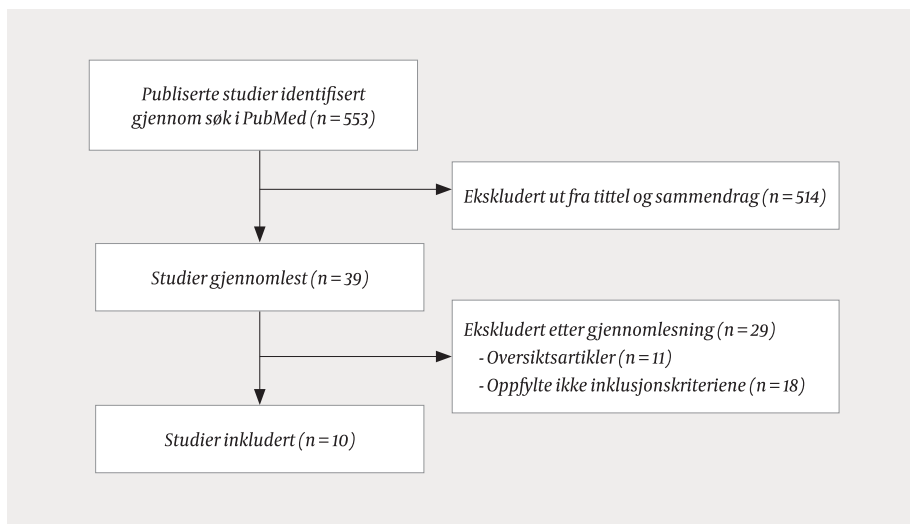 Publiserte studier identifisert
gjennom søk i PubMed (n = 553)
Ekskludert ut fra tittel og sammendrag (n = 514)
Studier gjennomlest (n = 39)
Ekskludert etter gjennomlesning (n = 29)
- Oversiktsartikler (n = 11)
- Oppfylte ikke inklusjonskriteriene (n = 18)
Studier inkludert (n = 10)